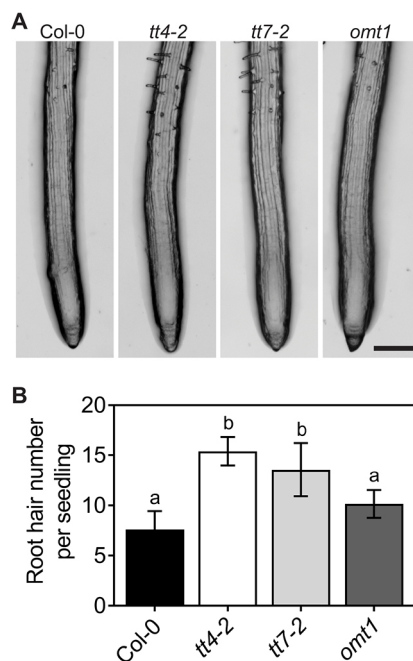 A
Col-0 tt4-2 tt7-2 omt1
B
Root hair number
per seedling
20
15
10
5
0
a b b a
Col-0 tt4-2 tt7-2 omt1